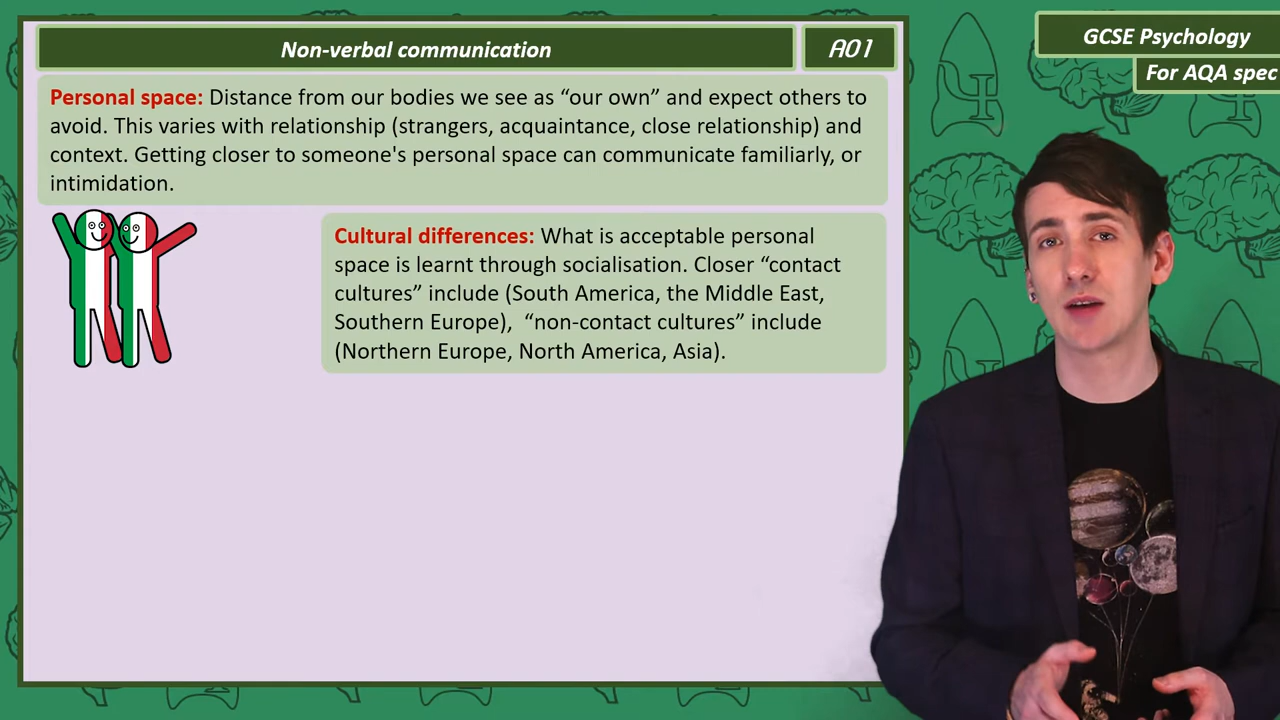 Non-verbal communication
AO1
GCSE Psychology
For AQA spec
Personal space: Distance from our bodies we see as “our own” and expect others to
avoid. This varies with relationship (strangers, acquaintance, close relationship) and
context. Getting closer to someone's personal space can communicate familiarly, or
intimidation.
Cultural differences: What is acceptable personal
space is learnt through socialisation. Closer “contact
cultures” include (South America, the Middle East,
Southern Europe), “non-contact cultures” include
(Northern Europe, North America, Asia).